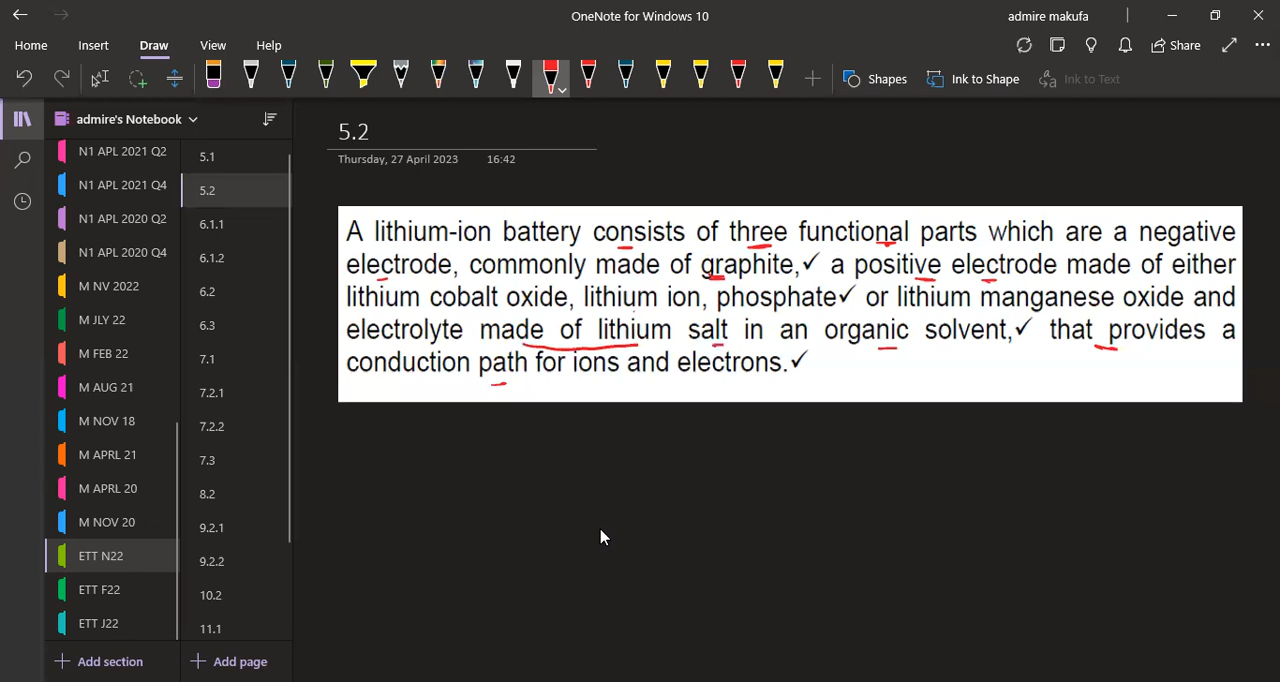 OneNote for Windows 10
admire makufa
Home Insert Draw View Help
Share
Shapes
Ink to Shape
Ink to Text
admire's Notebook
N1 APL 2021 Q2
N1 APL 2021 Q4
N1 APL 2020 Q2
N1 APL 2020 Q4
M NV 2022
M JLY 22
M FEB 22
M AUG 21
M NOV 18
M APRL 21
M APRL 20
M NOV 20
ETT N22
ETT F22
ETT J22
Add section
5.1
5.2
6.1.1
6.1.2
6.2
6.3
7.1
7.2.1
7.2.2
7.3
8.2
9.2.1
9.2.2
10.2
11.1
Add page
5.2
Thursday, 27 April 2023 16:42
A lithium-ion battery consists of three functional parts which are a negative
electrode, commonly made of graphite,✓ a positive electrode made of either
lithium cobalt oxide, lithium ion, phosphate✓ or lithium manganese oxide and
electrolyte made of lithium salt in an organic solvent,✓ that provides a
conduction path for ions and electrons.✓